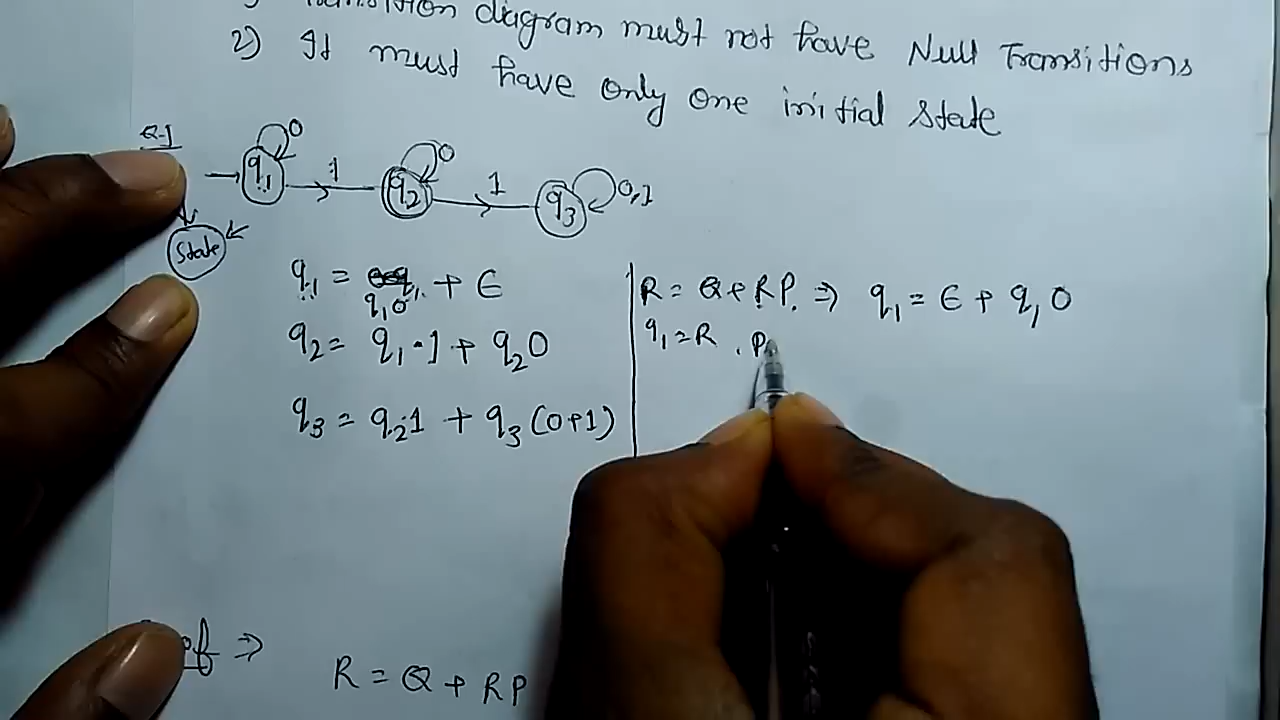 diagram must not have Null Transitions
2) It must have only one initial state
Q-1
0 0
1 1 0,1
q1 q2 q3
State
q1 = + ε
q1 0
q2 = q1 · 1 + q2 0
q3 = q2 · 1 + q3 (0+1)
R = Q + RP. ⇒ q1 = ε + q1 0
q1 = R , P
⇒
R = Q + RP